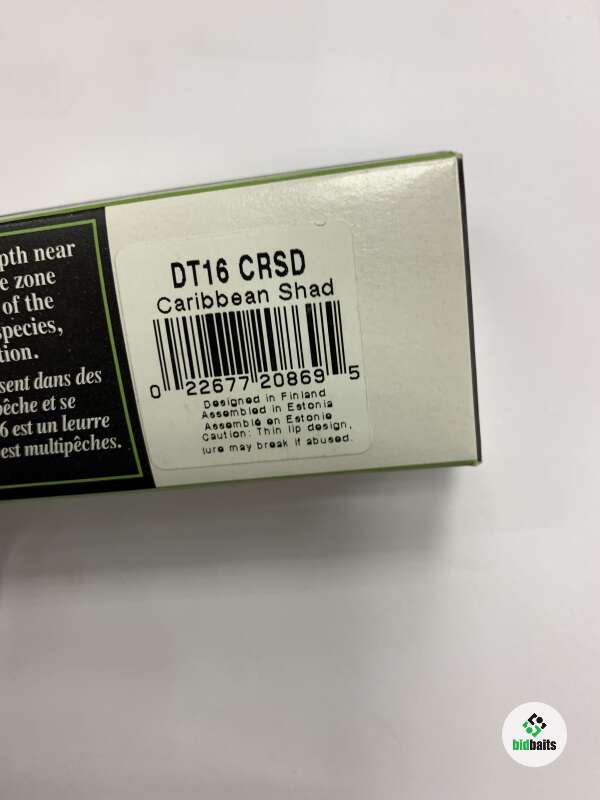 pth near
e zone
of the
species,
tion.
sent dans des
pêche et se
6 est un leurre
est multipêches.
DT16 CRSD
Caribbean Shad
0 22677 20869 5
Designed in Finland
Assembled in Estonia
Assemblé en Estonie
Caution: Thin lip design,
lure may break if abused.
bidbaits